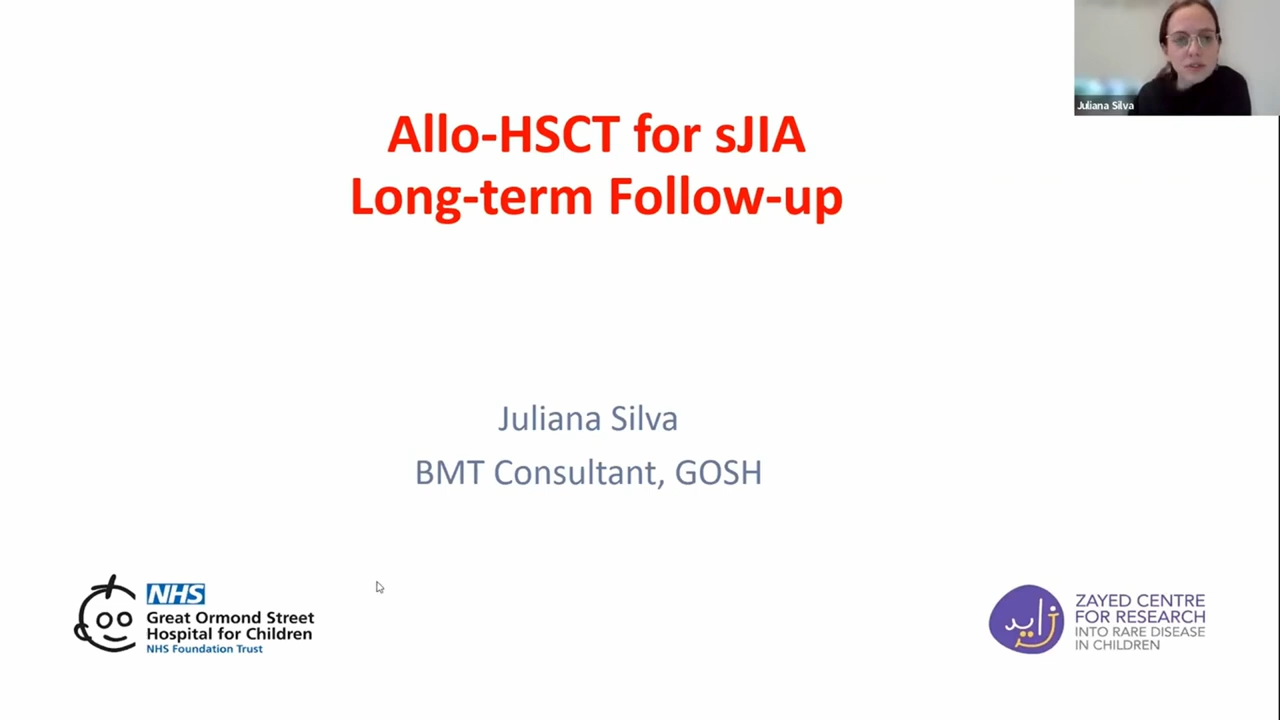 Juliana Silva
Allo-HSCT for sJIA
Long-term Follow-up
Juliana Silva
BMT Consultant, GOSH
NHS
Great Ormond Street
Hospital for Children
NHS Foundation Trust
زايد
ZAYED CENTRE
FOR RESEARCH
INTO RARE DISEASE
IN CHILDREN